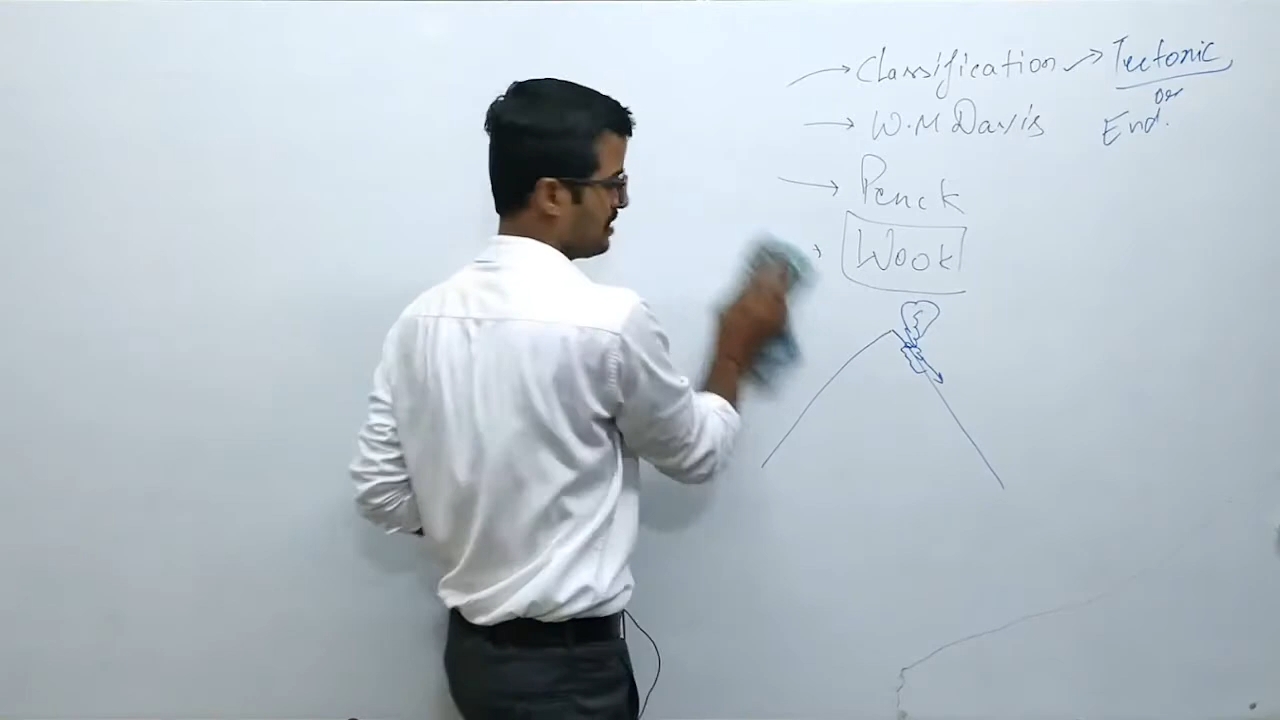 → Classification → Tectonic
or
→ W.M Davis End.
→ Penck
Wook